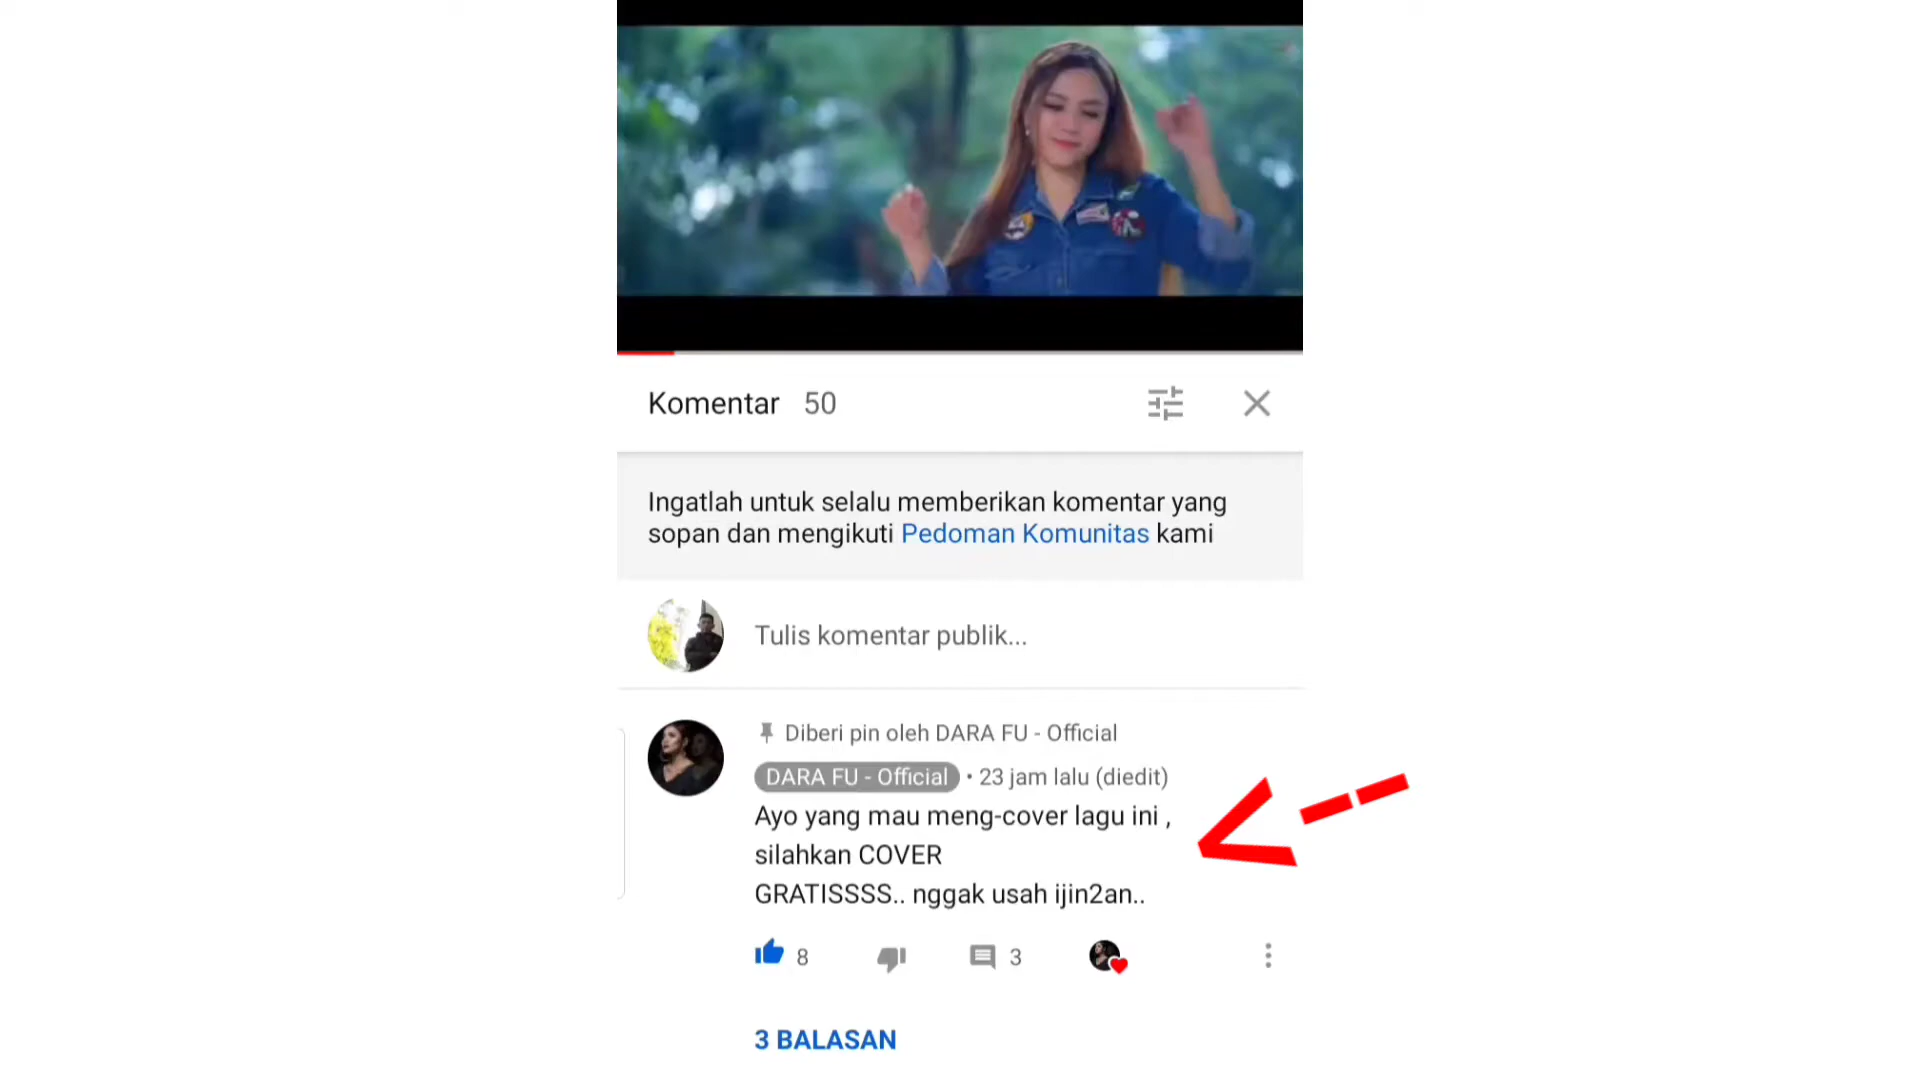 Komentar 50
Ingatlah untuk selalu memberikan komentar yang
sopan dan mengikuti Pedoman Komunitas kami
Tulis komentar publik...
Diberi pin oleh DARA FU - Official
DARA FU - Official • 23 jam lalu (diedit)
Ayo yang mau meng-cover lagu ini ,
silahkan COVER
GRATISSSS.. nggak usah ijin2an..
8 3
3 BALASAN